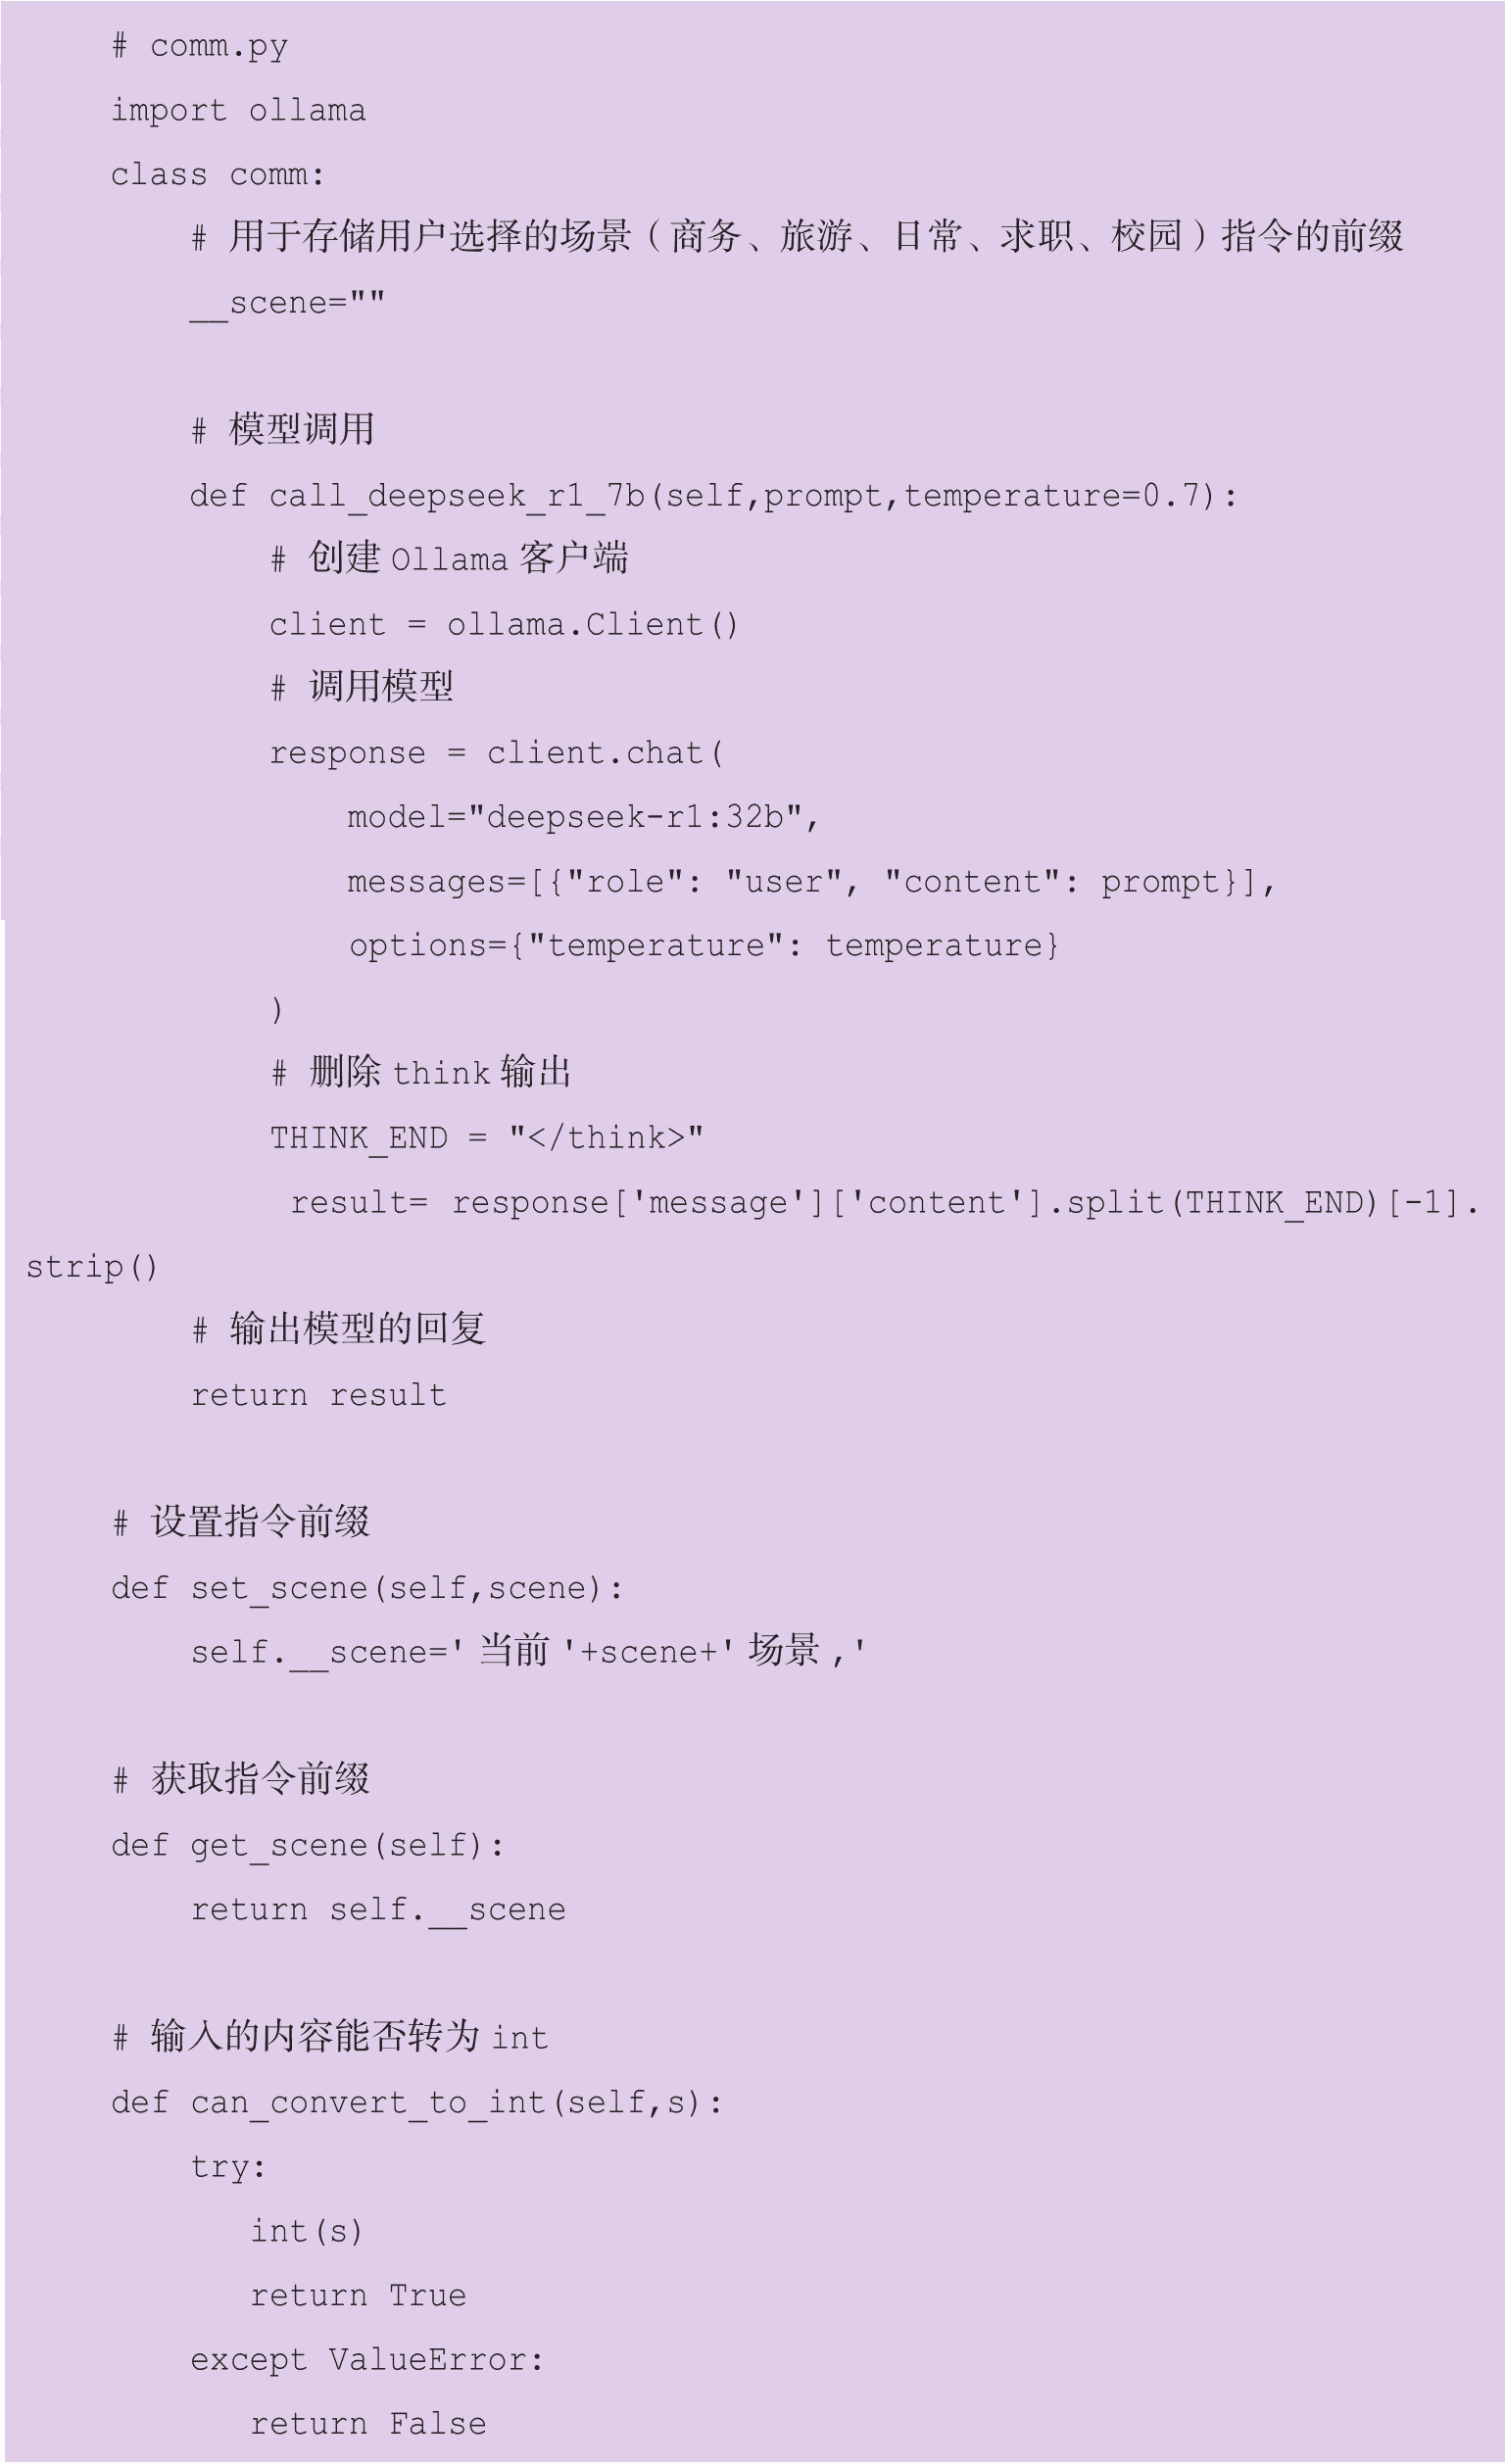 # comm.py
import ollama
class comm:
# 用于存储用户选择的场景（商务、旅游、日常、求职、校园）指令的前缀
__scene=""
# 模型调用
def call_deepseek_r1_7b(self,prompt,temperature=0.7):
# 创建 Ollama 客户端
client = ollama.Client()
# 调用模型
response = client.chat(
model="deepseek-r1:32b",
messages=[{"role": "user", "content": prompt}],
options={"temperature": temperature}
)
# 删除 think 输出
THINK_END = "</think>"
result= response['message']['content'].split(THINK_END)[-1].
strip()
# 输出模型的回复
return result
# 设置指令前缀
def set_scene(self,scene):
self.__scene=' 当前 '+scene+' 场景 ,'
# 获取指令前缀
def get_scene(self):
return self.__scene
# 输入的内容能否转为 int
def can_convert_to_int(self,s):
try:
int(s)
return True
except ValueError:
return False